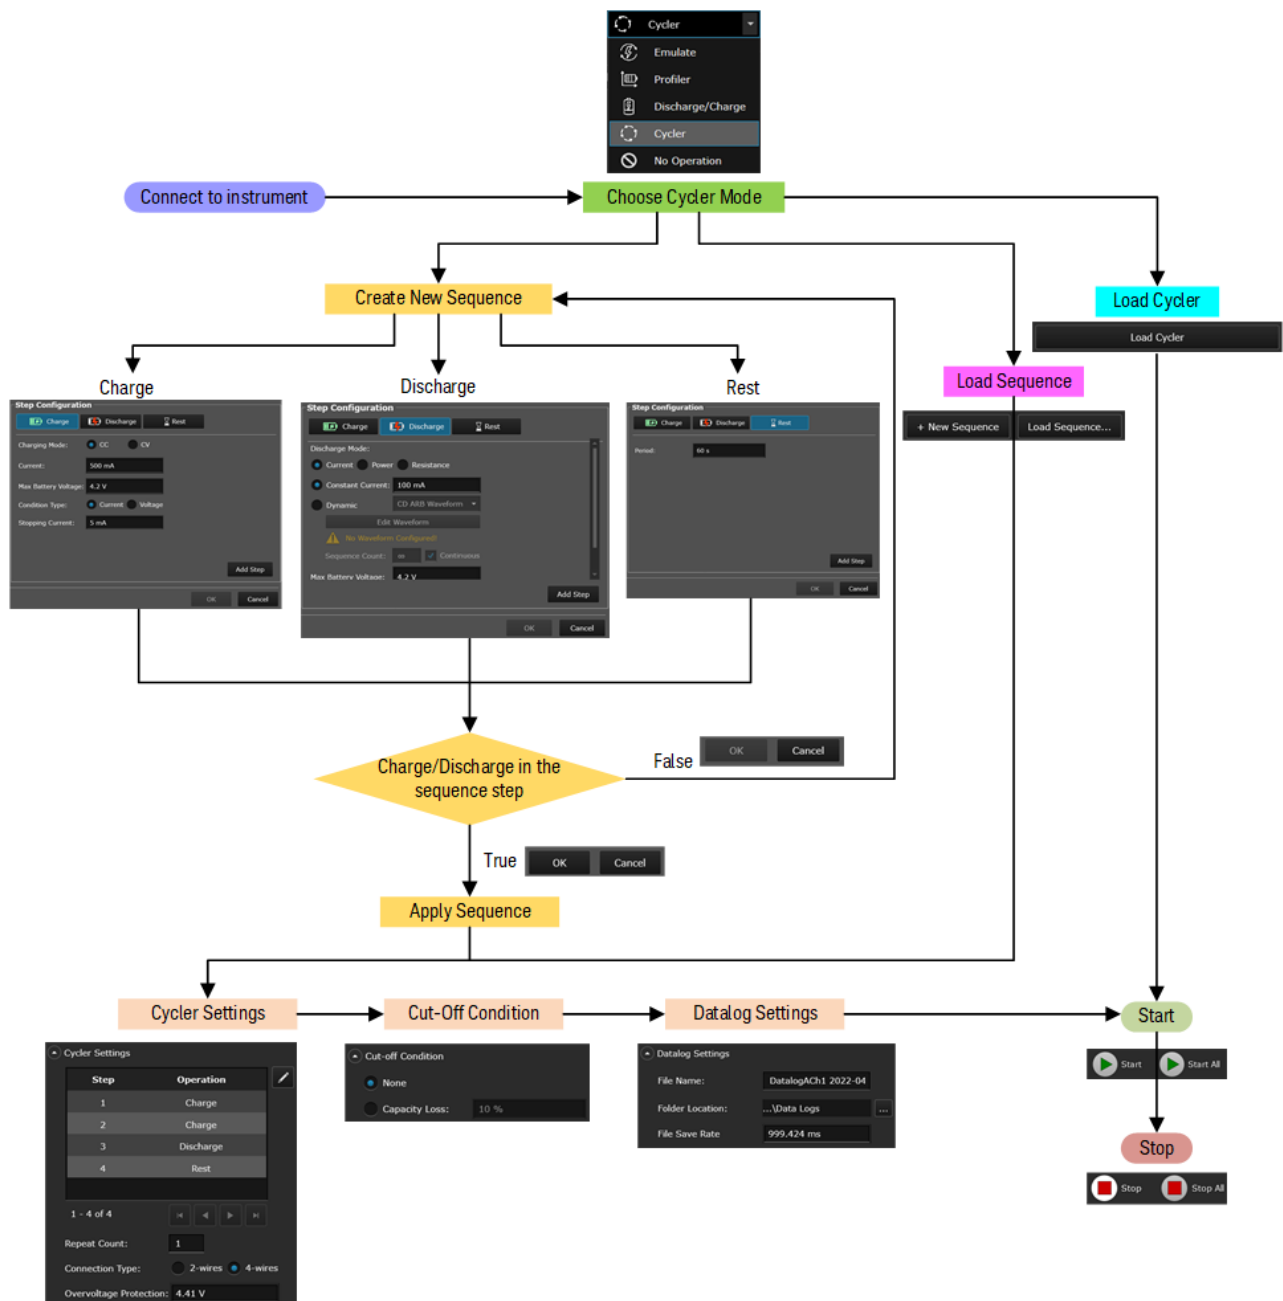 Cycler
Emulate
Profiler
Discharge/Charge
Cycler
No Operation
Connect to instrument
Choose Cycler Mode
Create New Sequence
Load Cycler
Load Cycler
Load Sequence
+ New Sequence
Load Sequence...
Charge
Discharge
Rest
Step Configuration
Charge
Discharge
Rest
Charging Mode:
CC
CV
Current:
500 mA
Max Battery Voltage:
4.2 V
Condition Type:
Current
Voltage
Stopping Current:
5 mA
Add Step
OK
Cancel
Step Configuration
Charge
Discharge
Rest
Discharge Mode:
Current
Power
Resistance
Constant Current:
100 mA
Dynamic
CD ARB Waveform
Edit Waveform
No Waveform Configured!
Sequence Count:
∞
Continuous
Max Battery Voltage:
4.2 V
Add Step
OK
Cancel
Step Configuration
Charge
Discharge
Rest
Period:
60 s
Add Step
OK
Cancel
Charge/Discharge in the
sequence step
False
OK
Cancel
True
OK
Cancel
Apply Sequence
Cycler Settings
Cut-Off Condition
Datalog Settings
Start
Cycler Settings
Step
Operation
1
Charge
2
Charge
3
Discharge
4
Rest
1 - 4 of 4
Repeat Count:
1
Connection Type:
2-wires
4-wires
Overvoltage Protection:
4.41 V
Cut-off Condition
None
Capacity Loss:
10 %
Datalog Settings
File Name:
DatalogACh1 2022-04
Folder Location:
...\Data Logs
...
File Save Rate
999.424 ms
Start
Start All
Stop
Stop
Stop All